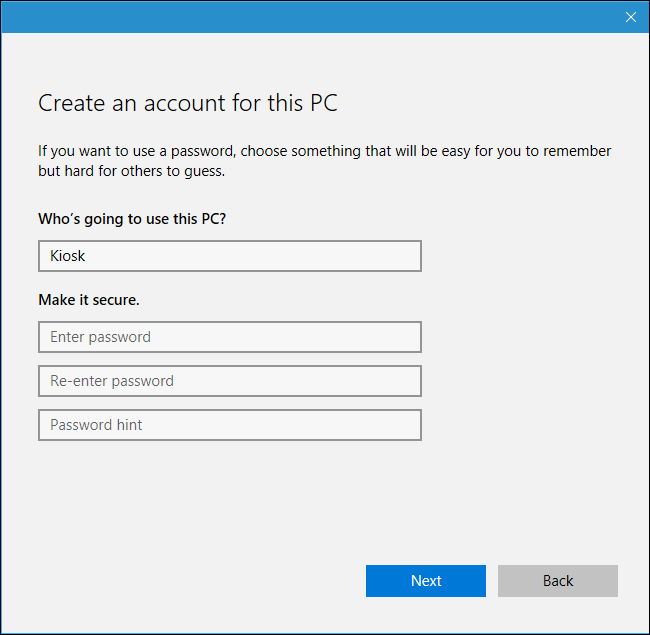 Create an account for this PC
If you want to use a password, choose something that will be easy for you to remember
but hard for others to guess.
Who's going to use this PC?
Kiosk
Make it secure.
Enter password
Re-enter password
Password hint
Next
Back